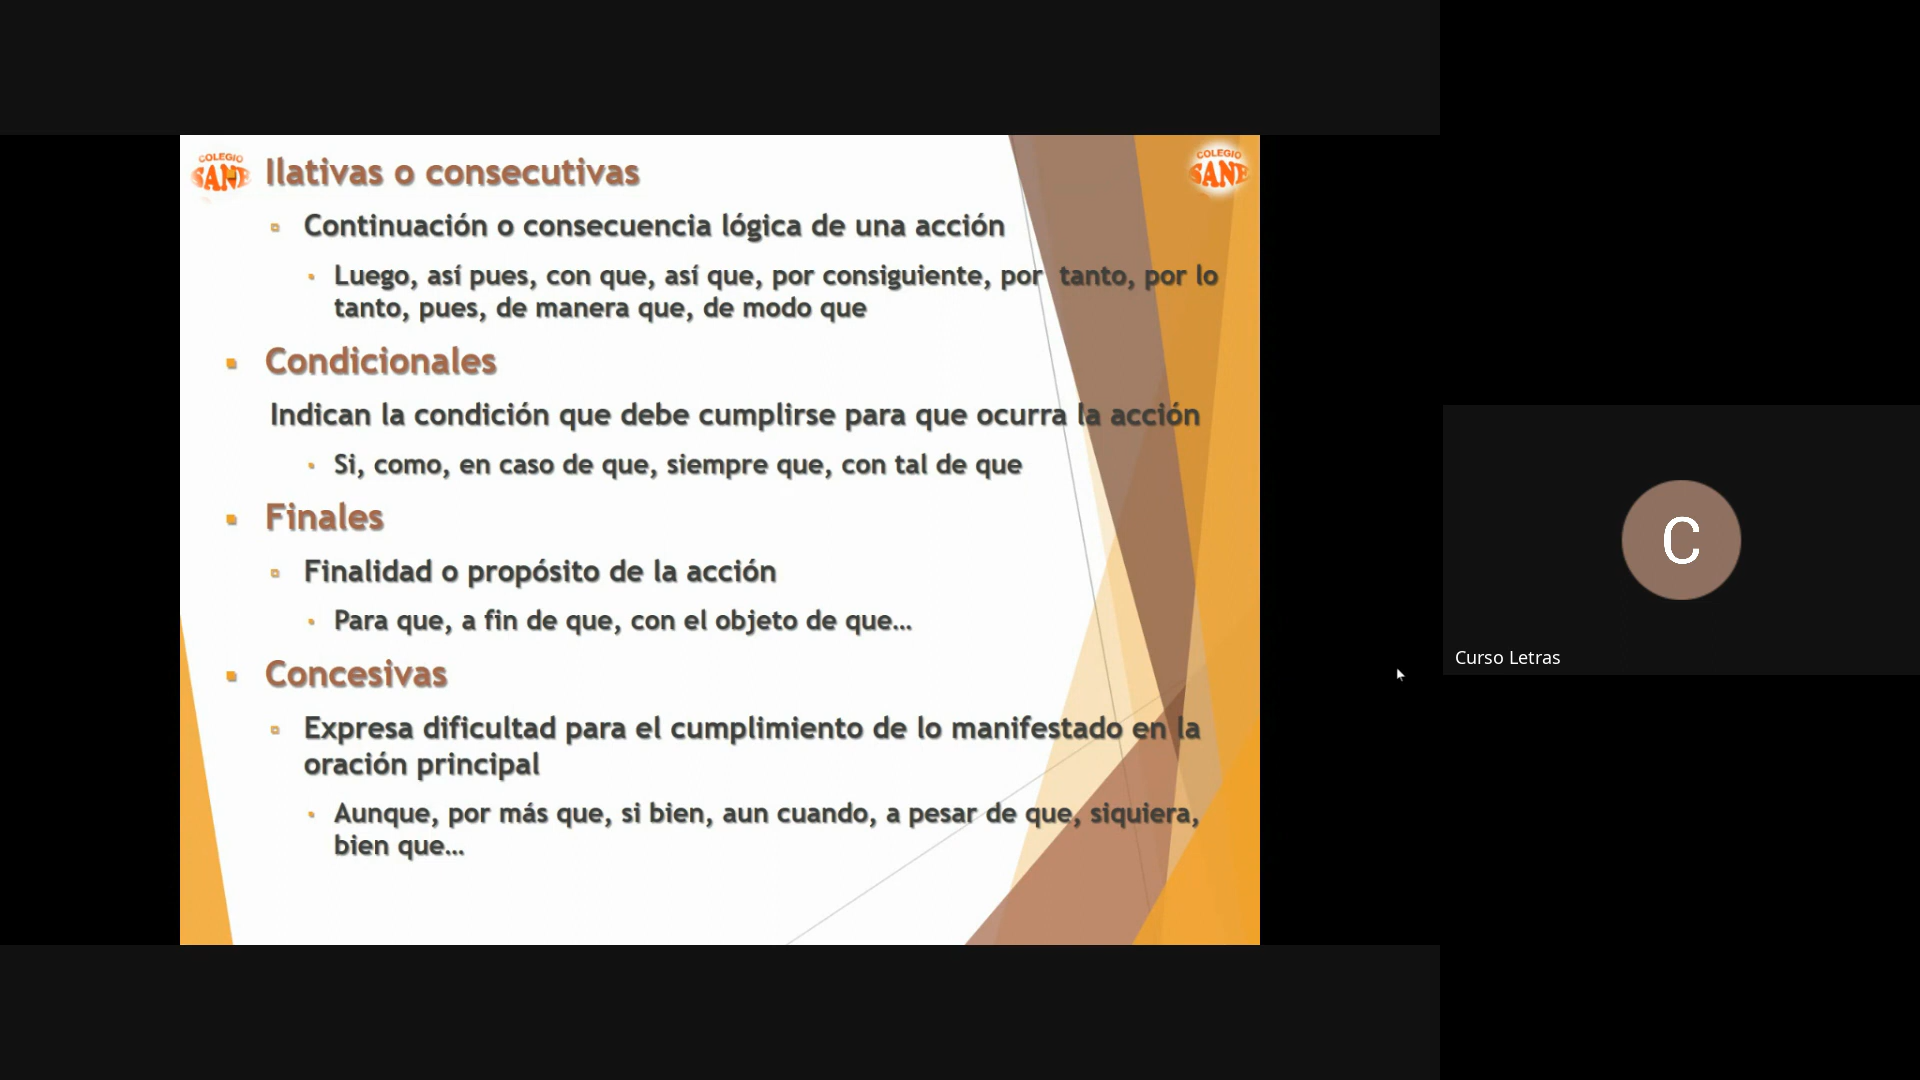 COLEGIO
SANE
COLEGIO
SANE
Ilativas o consecutivas
Continuación o consecuencia lógica de una acción
Luego, así pues, con que, así que, por consiguiente, por tanto, por lo
tanto, pues, de manera que, de modo que
Condicionales
Indican la condición que debe cumplirse para que ocurra la acción
Si, como, en caso de que, siempre que, con tal de que
Finales
Finalidad o propósito de la acción
Para que, a fin de que, con el objeto de que…
Concesivas
Expresa dificultad para el cumplimiento de lo manifestado en la
oración principal
Aunque, por más que, si bien, aun cuando, a pesar de que, siquiera,
bien que…
C
Curso Letras